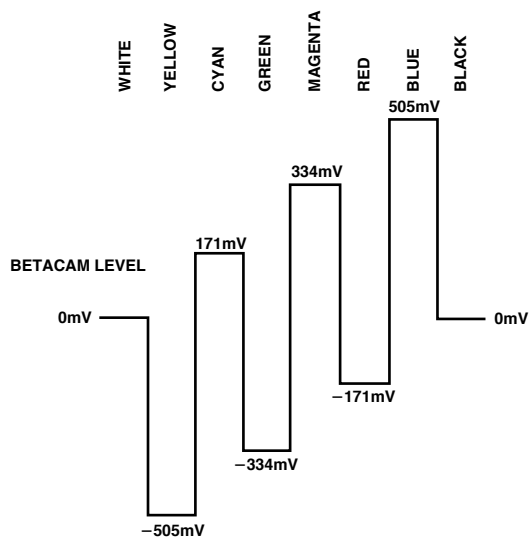 WHITE
YELLOW
CYAN
GREEN
MAGENTA
RED
BLUE
BLACK
505mV
334mV
171mV
BETACAM LEVEL
0mV
0mV
−171mV
−334mV
−505mV